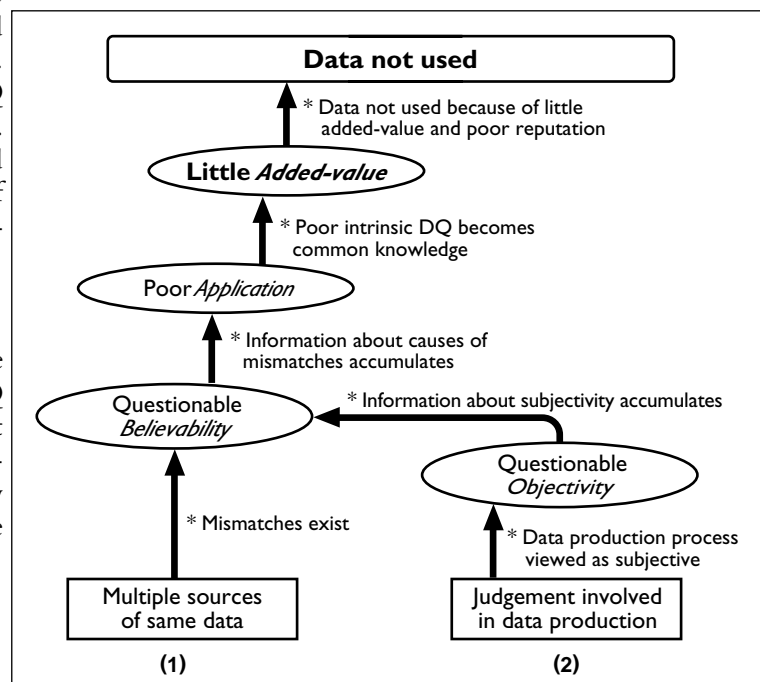 Data not used
* Data not used because of little
added-value and poor reputation
Little Added-value
* Poor intrinsic DQ becomes
common knowledge
Poor Application
* Information about causes of
mismatches accumulates
Questionable
Believability
* Information about subjectivity accumulates
Questionable
Objectivity
* Mismatches exist
* Data production process
viewed as subjective
Multiple sources
of same data
Judgement involved
in data production
(1)
(2)